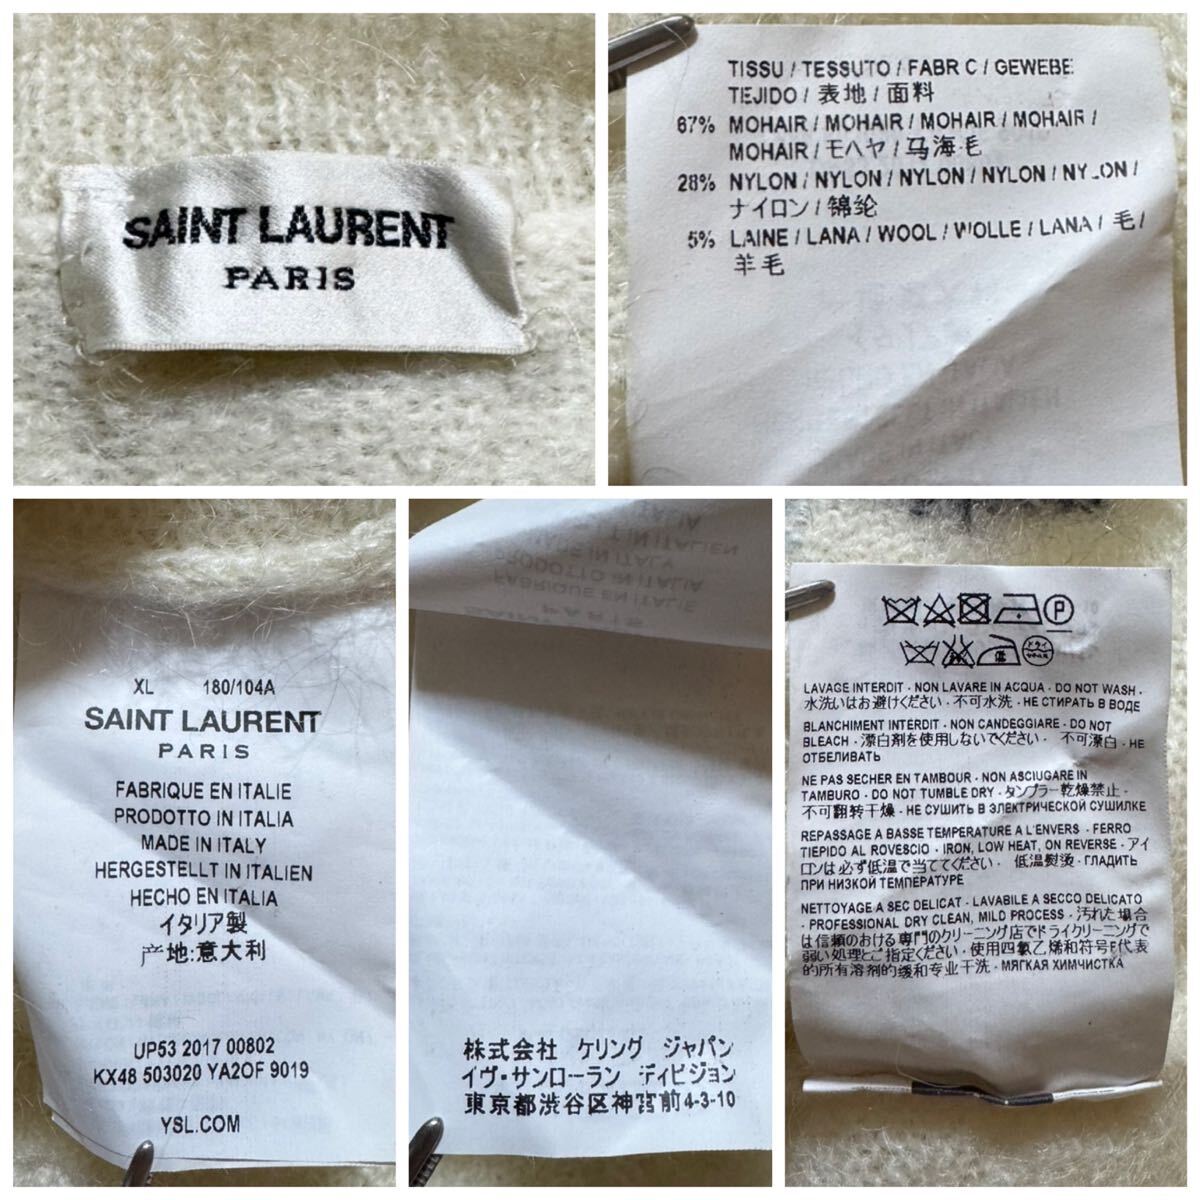 SAINT LAURENT
PARIS
TISSU / TESSUTO / FABR C / GEWEBE
TEJIDO / 表地 / 面料
67% MOHAIR / MOHAIR / MOHAIR / MOHAIR /
MOHAIR / モヘヤ / 马海毛
28% NYLON / NYLON / NYLON / NYLON / NYLON /
ナイロン / 锦纶
5% LAINE / LANA / WOOL / WOLLE / LANA / 毛 /
羊毛
XL 180/104A
SAINT LAURENT
PARIS
FABRIQUE EN ITALIE
PRODOTTO IN ITALIA
MADE IN ITALY
HERGESTELLT IN ITALIEN
HECHO EN ITALIA
イタリア製
产地:意大利
UP53 2017 00802
KX48 503020 YA2OF 9019
YSL.COM
ITALIEN
MADE IN ITALY
PRODOTTO IN ITALIA
FABRIQUE EN ITALIE
株式会社 ケリング ジャパン
イヴ・サンローラン ディビジョン
東京都渋谷区神宮前4-3-10
P
低 ドライ
LAVAGE INTERDIT - NON LAVARE IN ACQUA - DO NOT WASH -
水洗いはお避けください - 不可水洗 - НЕ СТИРАТЬ В ВОДЕ
BLANCHIMENT INTERDIT - NON CANDEGGIARE - DO NOT
BLEACH - 漂白剤を使用しないでください - 不可漂白 - НЕ
ОТБЕЛИВАТЬ
NE PAS SECHER EN TAMBOUR - NON ASCIUGARE IN
TAMBURO - DO NOT TUMBLE DRY - タンブラー乾燥禁止 -
不可翻转干燥 - НЕ СУШИТЬ В ЭЛЕКТРИЧЕСКОЙ СУШИЛКЕ
REPASSAGE A BASSE TEMPERATURE A L'ENVERS - FERRO
TIEPIDO AL ROVESCIO - IRON, LOW HEAT, ON REVERSE - アイ
ロンは必ず低温で当ててください - 低温熨烫 - ГЛАДИТЬ
ПРИ НИЗКОЙ ТЕМПЕРАТУРЕ
NETTOYAGE A SEC DELICAT - LAVABILE A SECCO DELICATO
- PROFESSIONAL DRY CLEAN, MILD PROCESS - 汚れた場合
は信頼のおける専門のクリーニング店でドライクリーニングで
弱い処理とご指定ください - 使用四氯乙烯和符号F代表
的所有溶剂的缓和专业干洗 - МЯГКАЯ ХИМЧИСТКА